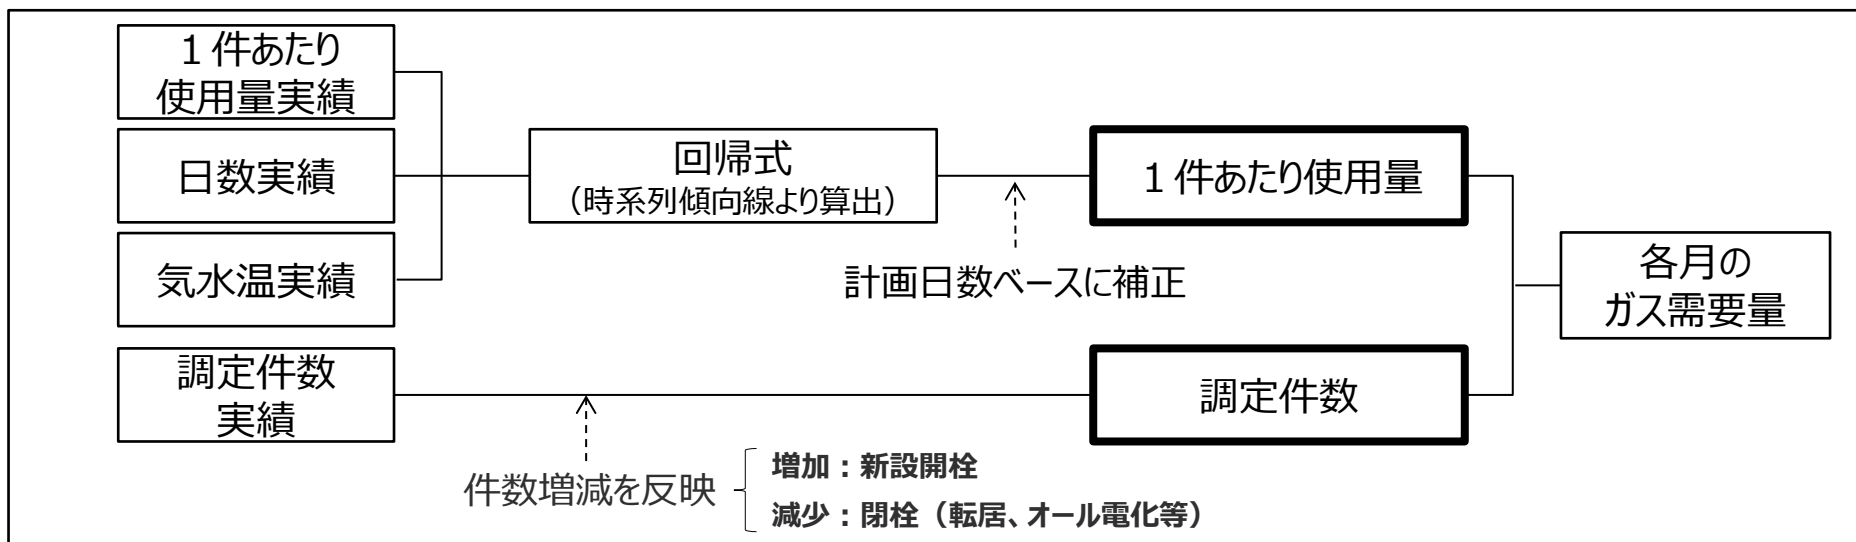 １件あたり
使用量実績
日数実績
気水温実績
調定件数
実績
回帰式
（時系列傾向線より算出）
計画日数ベースに補正
件数増減を反映
増加：新設開栓
減少：閉栓（転居、オール電化等）
１件あたり使用量
調定件数
各月の
ガス需要量